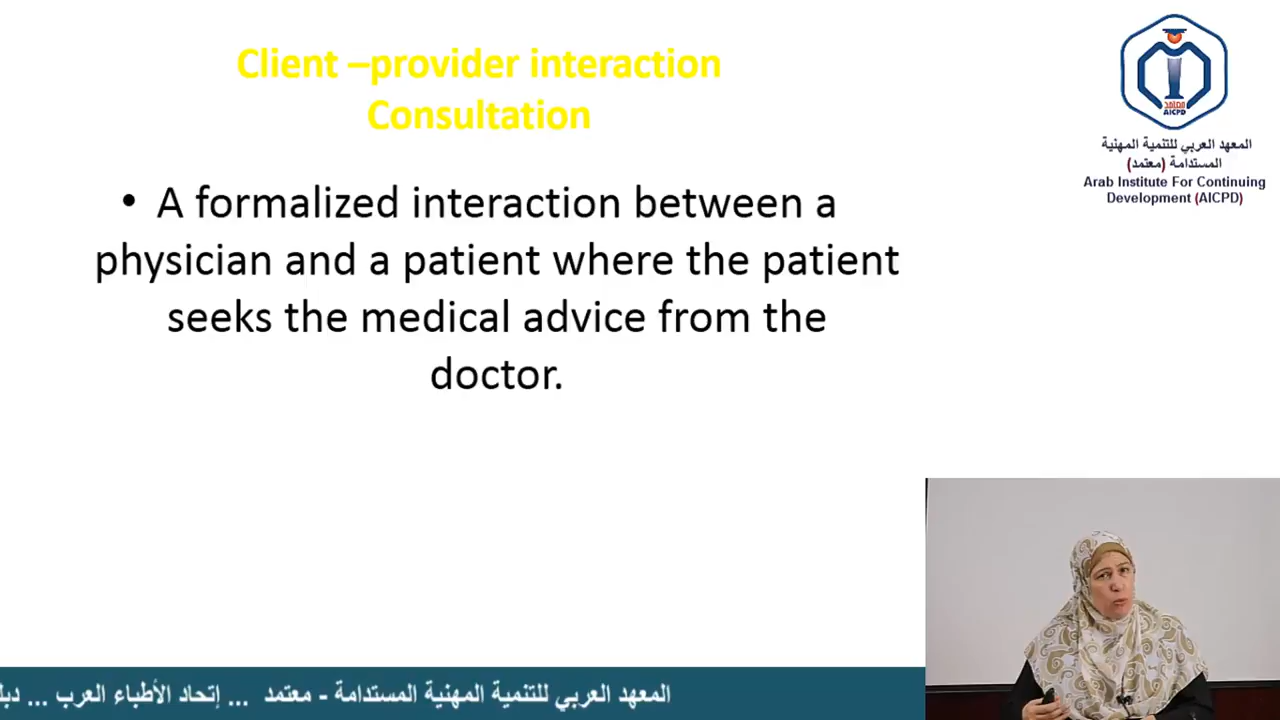 Client –provider interaction
Consultation
• A formalized interaction between a
physician and a patient where the patient
seeks the medical advice from the
doctor.
معتمد
AICPD
المعهد العربي للتنمية المهنية
المستدامة (معتمد)
Arab Institute For Continuing
Development (AICPD)
المعهد العربي للتنمية المهنية المستدامة - معتمد ... إتحاد الأطباء العرب ...